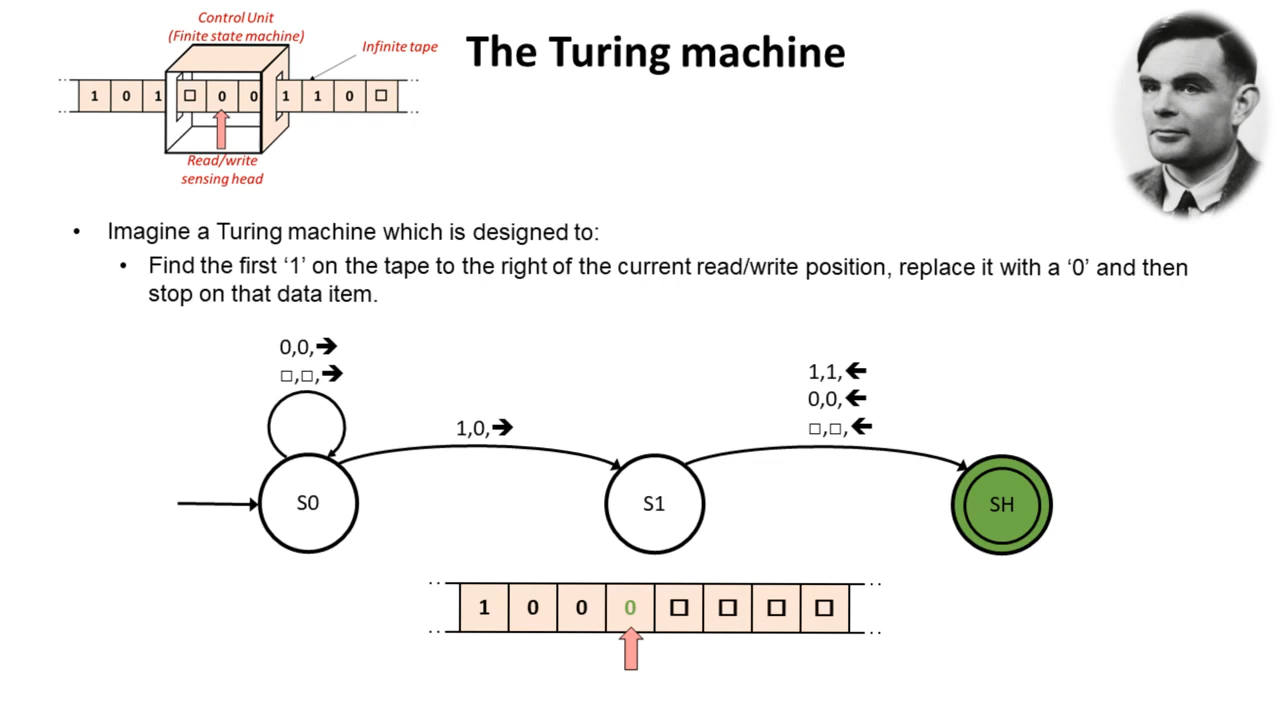 Control Unit
(Finite state machine)
Infinite tape
The Turing machine
1 0 1 □ 0 0 1 1 0 □
Read/write
sensing head
• Imagine a Turing machine which is designed to:
• Find the first ‘1’ on the tape to the right of the current read/write position, replace it with a ‘0’ and then
stop on that data item.
0,0,→
□,□,→
1,0,→
1,1,←
0,0,←
□,□,←
S0
S1
SH
1 0 0 0 □ □ □ □